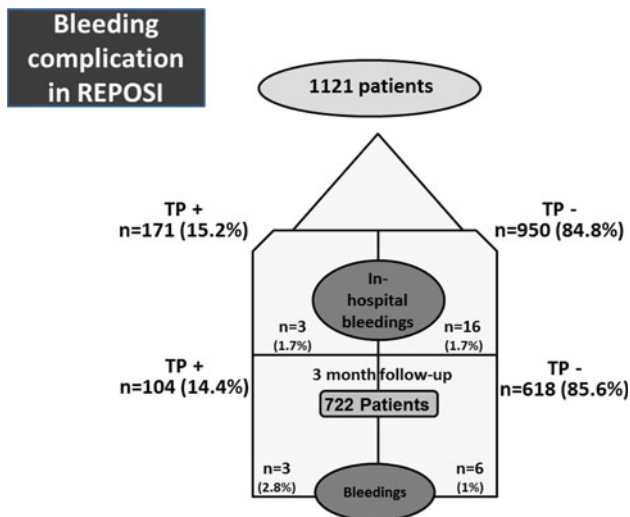 Bleeding
complication
in REPOSI
1121 patients
TP +
n=171 (15.2%)
TP -
n=950 (84.8%)
In-
hospital
bleedings
n=3
(1.7%)
n=16
(1.7%)
TP +
n=104 (14.4%)
3 month follow-up
722 Patients
TP -
n=618 (85.6%)
n=3
(2.8%)
Bleedings
n=6
(1%)